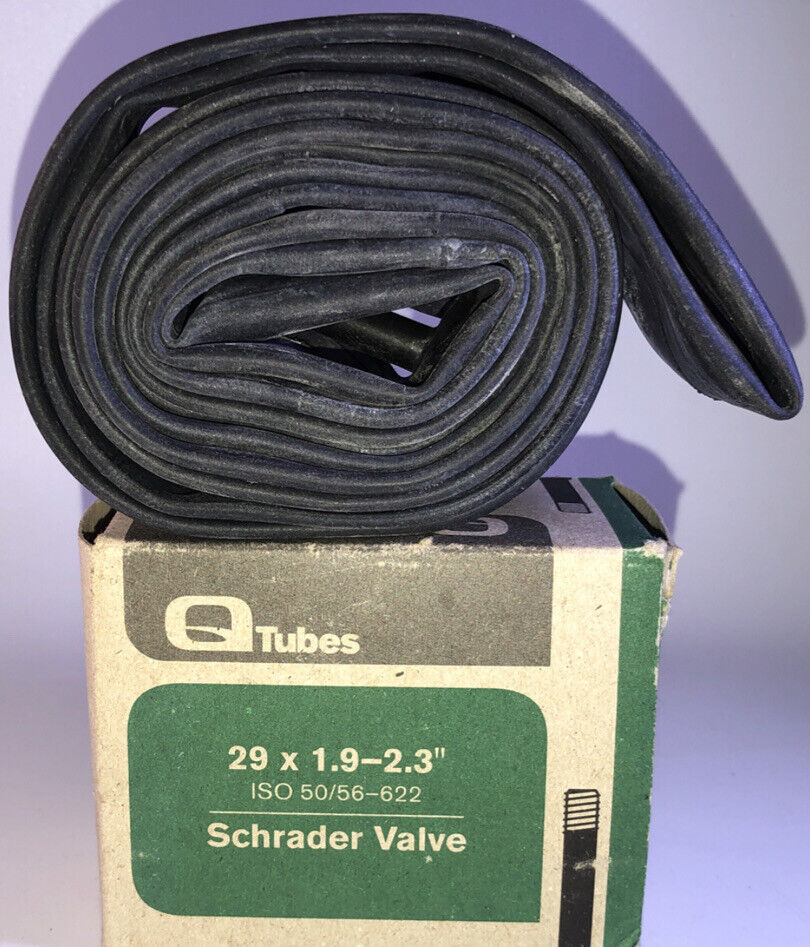 Q Tubes
29 x 1.9–2.3"
ISO 50/56–622
Schrader Valve